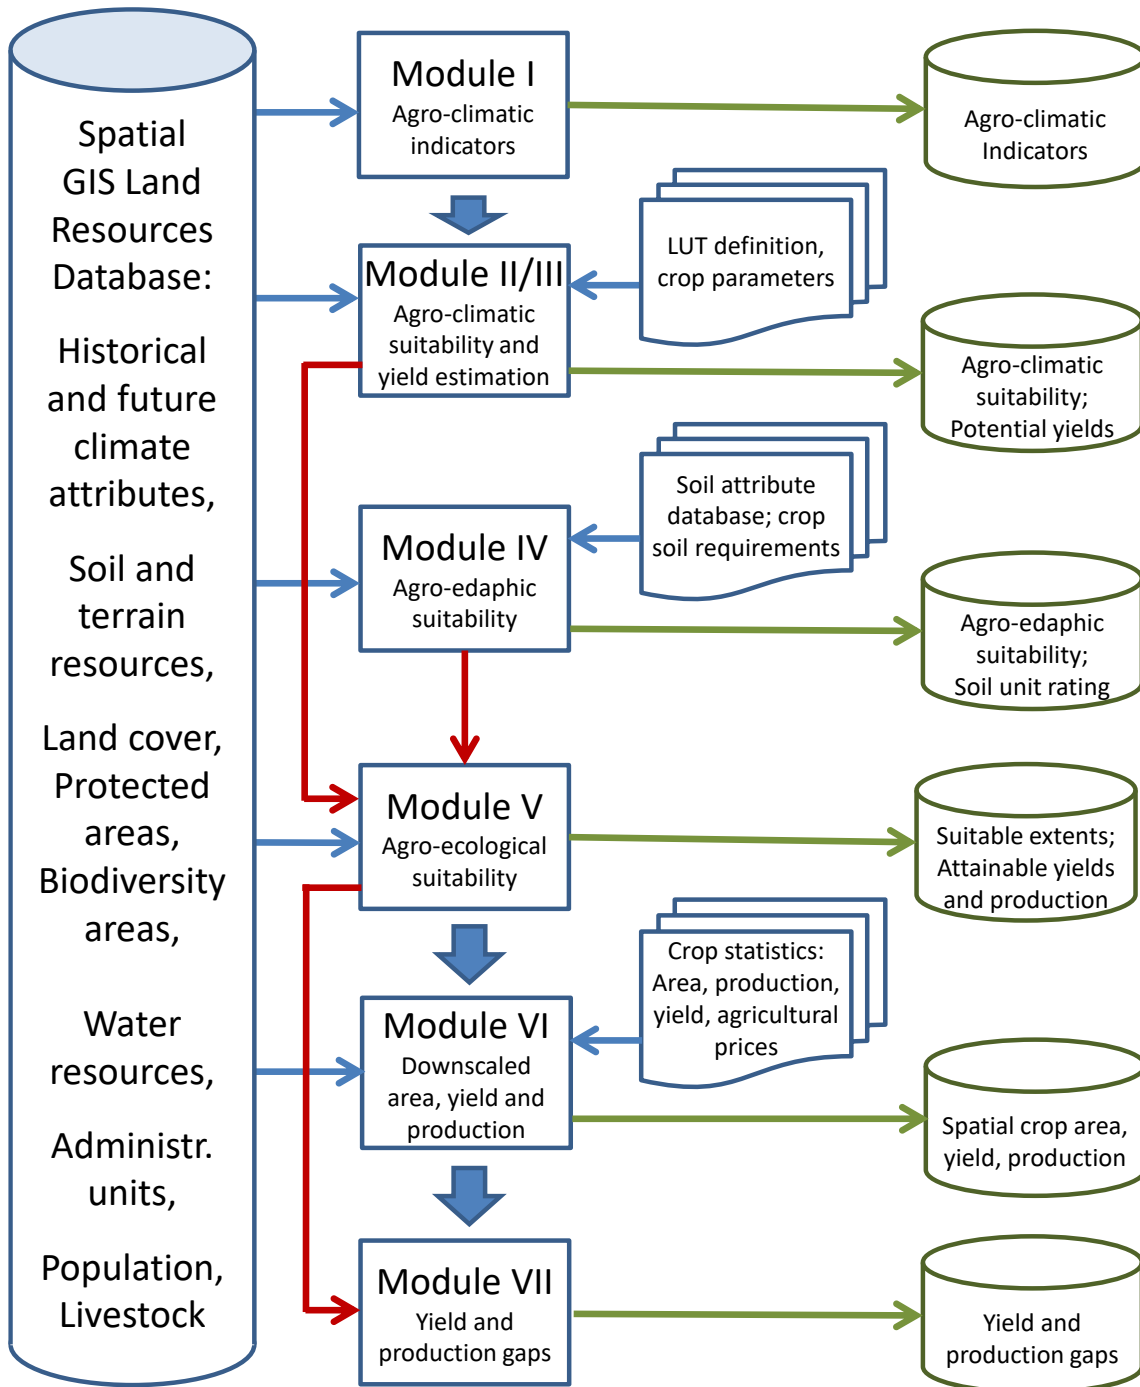 Spatial
GIS Land
Resources
Database:
Historical
and future
climate
attributes,
Soil and
terrain
resources,
Land cover,
Protected
areas,
Biodiversity
areas,
Water
resources,
Administr.
units,
Population,
Livestock
Module I
Agro-climatic
indicators
Agro-climatic
Indicators
Module II/III
Agro-climatic
suitability and
yield estimation
LUT definition,
crop parameters
Agro-climatic
suitability;
Potential yields
Module IV
Agro-edaphic
suitability
Soil attribute
database; crop
soil requirements
Agro-edaphic
suitability;
Soil unit rating
Module V
Agro-ecological
suitability
Suitable extents;
Attainable yields
and production
Module VI
Downscaled
area, yield and
production
Crop statistics:
Area, production,
yield, agricultural
prices
Spatial crop area,
yield, production
Module VII
Yield and
production gaps
Yield and
production gaps